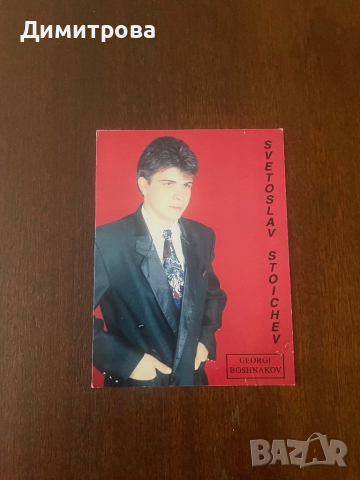 Димитрова
SVETOSLAV STOICHEV
GEORGI
BOSHNAKOV
BAZAR